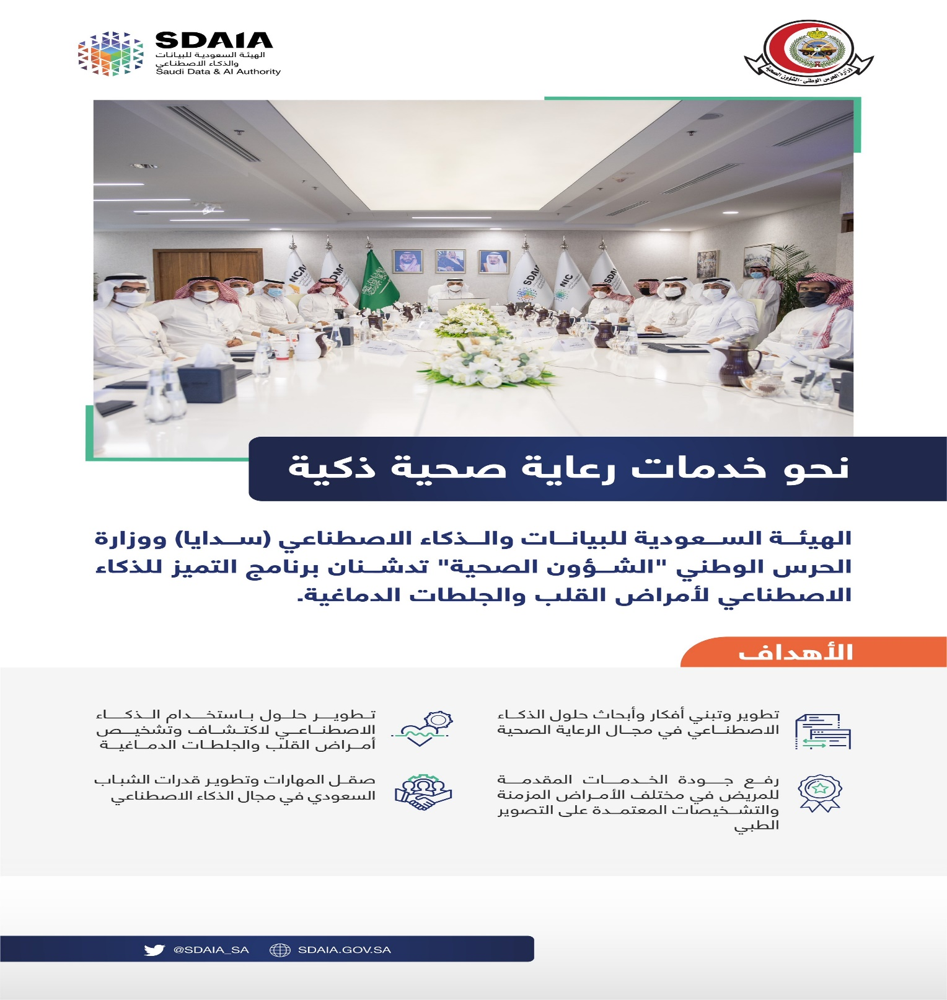 SDAIA
الهيئة السعودية للبيانات
والذكاء الاصطناعي
Saudi Data & AI Authority
وزارة الحرس الوطني - الشؤون الصحية
NCAI
SDAIA
NIC
SDAI
نحو خدمات رعاية صحية ذكية
الهيئة السعودية للبيانات والذكاء الاصطناعي (سدايا) ووزارة
الحرس الوطني "الشؤون الصحية" تدشنان برنامج التميز للذكاء
الاصطناعي لأمراض القلب والجلطات الدماغية.
الأهداف
تطوير وتبني أفكار وأبحاث حلول الذكاء
الاصطناعي في مجال الرعاية الصحية
تطوير حلول باستخدام الذكاء
الاصطناعي لاكتشاف وتشخيص
أمراض القلب والجلطات الدماغية
رفع جودة الخدمات المقدمة
للمريض في مختلف الأمراض المزمنة
والتشخيصات المعتمدة على التصوير
الطبي
صقل المهارات وتطوير قدرات الشباب
السعودي في مجال الذكاء الاصطناعي
@SDAIA_SA SDAIA.GOV.SA